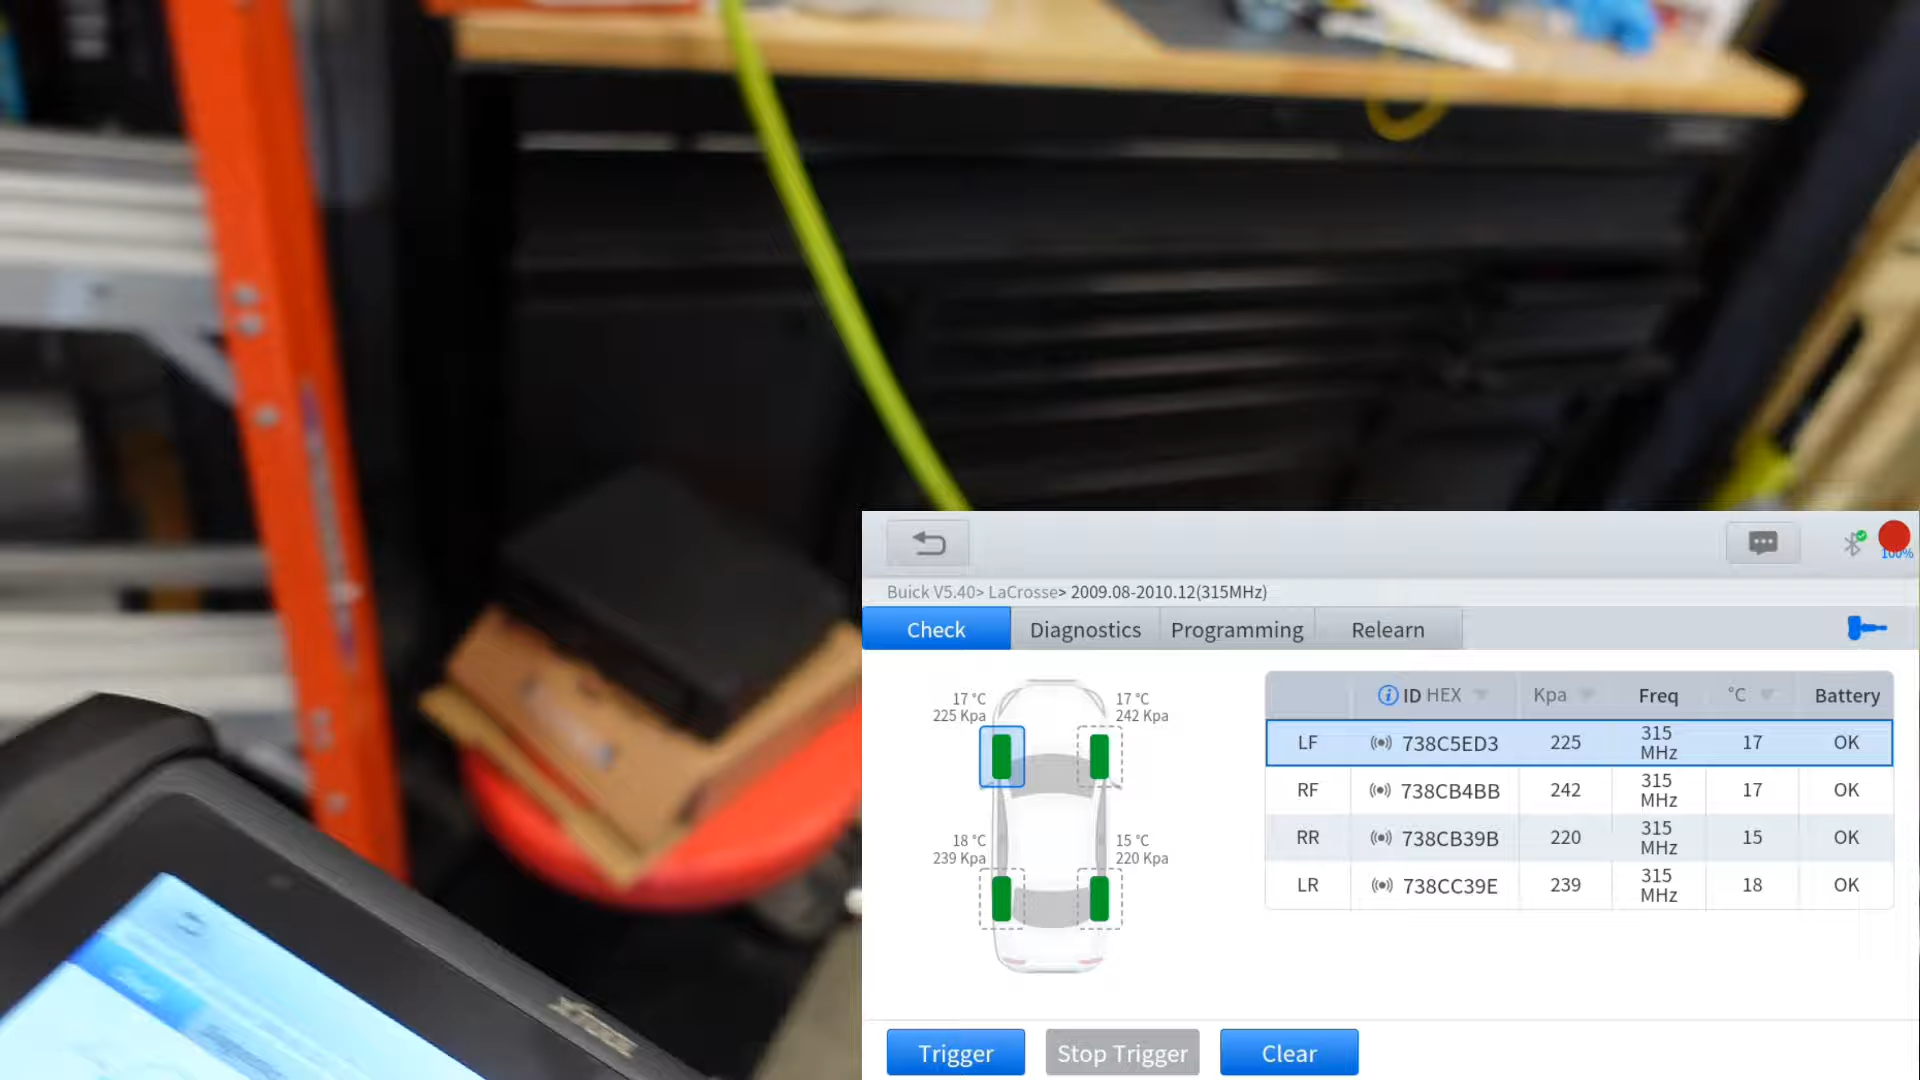 100%
Buick V5.40> LaCrosse> 2009.08-2010.12(315MHz)
Check Diagnostics Programming Relearn
17 °C
225 Kpa
17 °C
242 Kpa
18 °C
239 Kpa
15 °C
220 Kpa
i ID HEX Kpa Freq °C Battery
LF 738C5ED3 225 315 MHz 17 OK
RF 738CB4BB 242 315 MHz 17 OK
RR 738CB39B 220 315 MHz 15 OK
LR 738CC39E 239 315 MHz 18 OK
Trigger Stop Trigger Clear